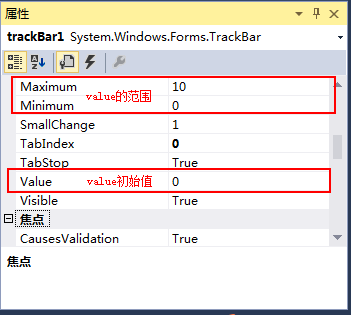 属性
trackBar1 System.Windows.Forms.TrackBar
Maximum 10
value的范围
Minimum 0
SmallChange 1
TabIndex 0
TabStop True
Value value初始值 0
Visible True
焦点
CausesValidation True
焦点